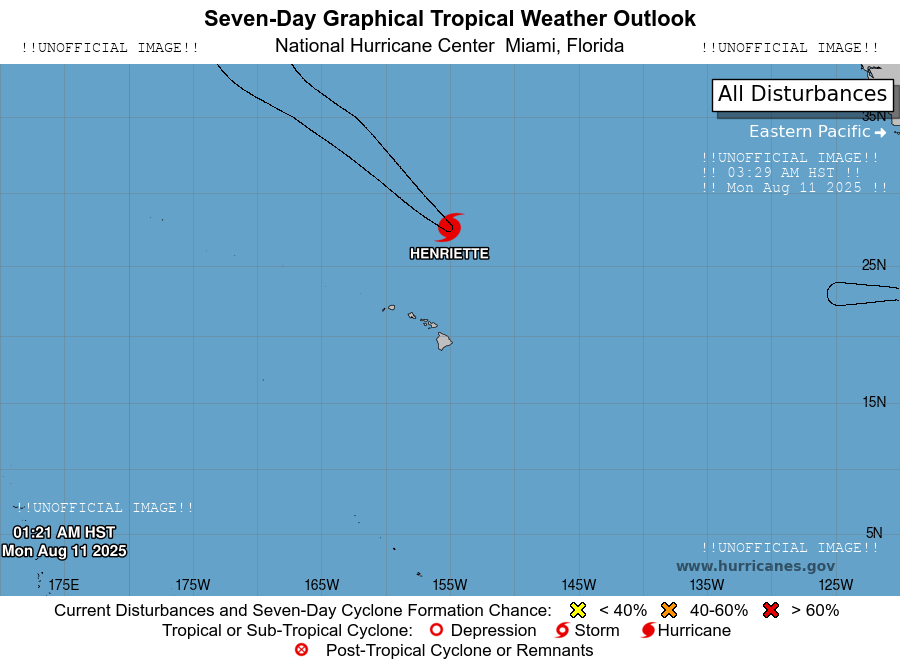 Seven-Day Graphical Tropical Weather Outlook
!!UNOFFICIAL IMAGE!! National Hurricane Center Miami, Florida !!UNOFFICIAL IMAGE!!
All Disturbances
35N
Eastern Pacific
!!UNOFFICIAL IMAGE!!
!! 03:29 AM HST !!
!! Mon Aug 11 2025 !!
HENRIETTE
25N
15N
!!UNOFFICIAL IMAGE!!
01:21 AM HST
5N
Mon Aug 11 2025
!!UNOFFICIAL IMAGE!!
www.hurricanes.gov
175E 175W 165W 155W 145W 135W 125W
Current Disturbances and Seven-Day Cyclone Formation Chance: < 40% 40-60% > 60%
Tropical or Sub-Tropical Cyclone: Depression Storm Hurricane
Post-Tropical Cyclone or Remnants